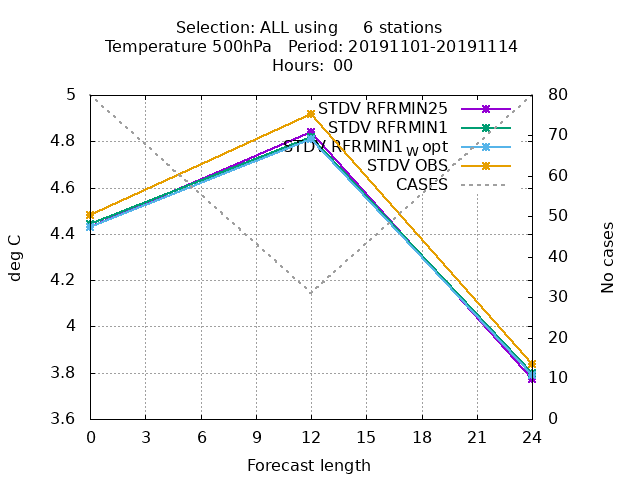 Selection: ALL using 6 stations
Temperature 500hPa Period: 20191101-20191114
Hours: 00
STDV RFRMIN25
STDV RFRMIN1
STDV RFRMIN1 w opt
STDV OBS
CASES
5
4.8
4.6
4.4
4.2
4
3.8
3.6
80
70
60
50
40
30
20
10
0
deg C
No cases
0 3 6 9 12 15 18 21 24
Forecast length